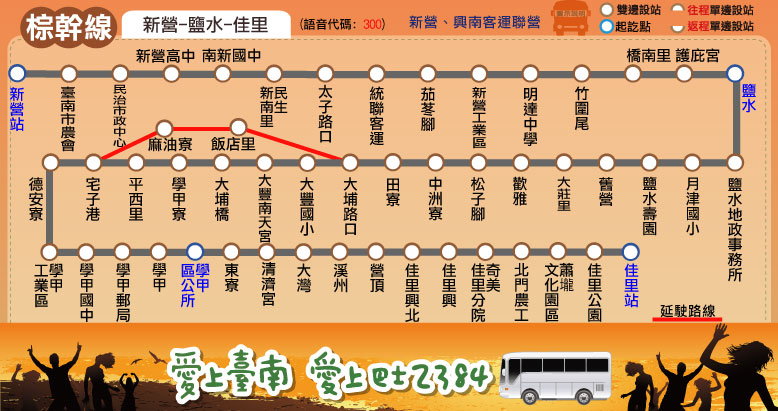 棕幹線
新營-鹽水-佳里
(語音代碼: 300)
新營、興南客運聯營
雙邊設站
起訖點
往程單邊設站
返程單邊設站
新營站
臺南市農會
民治市政中心
新營高中
南新國中
民生
新南里
太子路口
統聯客運
茄苳腳
新營工業區
明達中學
竹圍尾
橋南里
護庇宮
鹽水
麻油寮
飯店里
德安寮
宅子港
平西里
學甲寮
大埔橋
大豐南天宮
大豐國小
大埔路口
田寮
中洲寮
松子腳
歡雅
大莊里
舊營
鹽水壽園
月津國小
鹽水地政事務所
學甲
工業區
學甲國中
學甲郵局
學甲
學甲
區公所
東寮
清濟宮
大灣
溪州
營頂
佳里興北
佳里興
奇美
佳里分院
北門農工
蕭壠
文化園區
佳里公園
佳里站
延駛路線
愛上臺南 愛上巴士2384